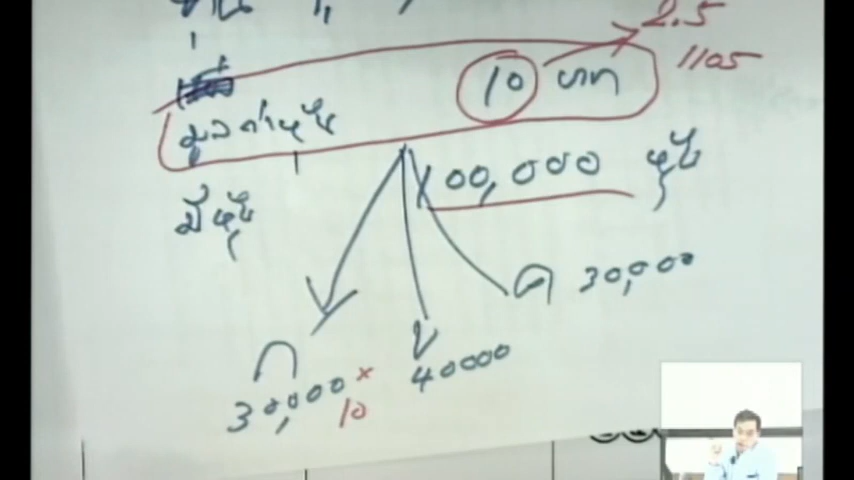 2.5
1105
มูลค่าหุ้น 10 บาท
มีหุ้น 100,000 หุ้น
ก ข ค 30,000
30,000 × 10 40000